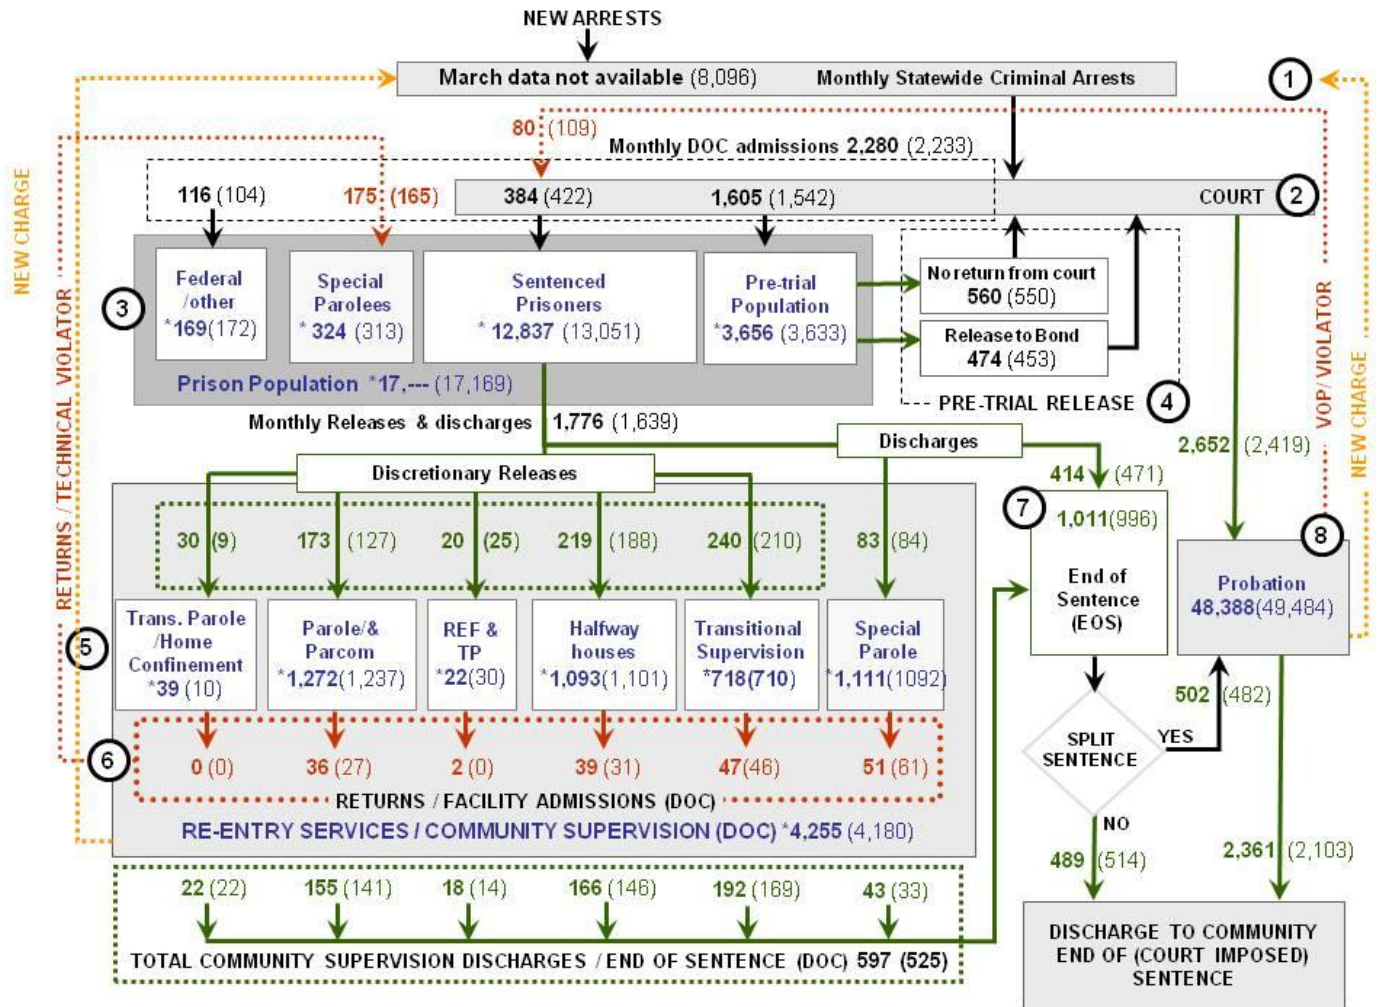 NEW ARRESTS
March data not available (8,096) Monthly Statewide Criminal Arrests
1
80 (109)
Monthly DOC admissions 2,280 (2,233)
116 (104)
175 (165)
384 (422)
1,605 (1,542)
COURT
2
NEW CHARGE
RETURNS / TECHNICAL VIOLATOR
3
Federal
/other
*169(172)
Special
Parolees
* 324 (313)
Sentenced
Prisoners
* 12,837 (13,051)
Pre-trial
Population
*3,656 (3,633)
Prison Population *17,--- (17,169)
No return from court
560 (550)
Release to Bond
474 (453)
PRE-TRIAL RELEASE
4
VOP/ VIOLATOR
NEW CHARGE
Monthly Releases & discharges 1,776 (1,639)
Discretionary Releases
Discharges
2,652 (2,419)
414 (471)
30 (9)
173 (127)
20 (25)
219 (188)
240 (210)
83 (84)
5
Trans. Parole
/Home
Confinement
*39 (10)
Parole/&
Parcom
*1,272(1,237)
REF &
TP
*22(30)
Halfway
houses
*1,093(1,101)
Transitional
Supervision
*718(710)
Special
Parole
*1,111(1092)
7
1,011(996)
End of
Sentence
(EOS)
8
Probation
48,388(49,484)
502 (482)
SPLIT
SENTENCE
YES
NO
489 (514)
2,361 (2,103)
6
0 (0)
36 (27)
2 (0)
39 (31)
47(46)
51 (61)
RETURNS / FACILITY ADMISSIONS (DOC)
RE-ENTRY SERVICES / COMMUNITY SUPERVISION (DOC) *4,255 (4,180)
22 (22)
155 (141)
18 (14)
166 (146)
192 (169)
43 (33)
TOTAL COMMUNITY SUPERVISION DISCHARGES / END OF SENTENCE (DOC) 597 (525)
DISCHARGE TO COMMUNITY
END OF (COURT IMPOSED)
SENTENCE